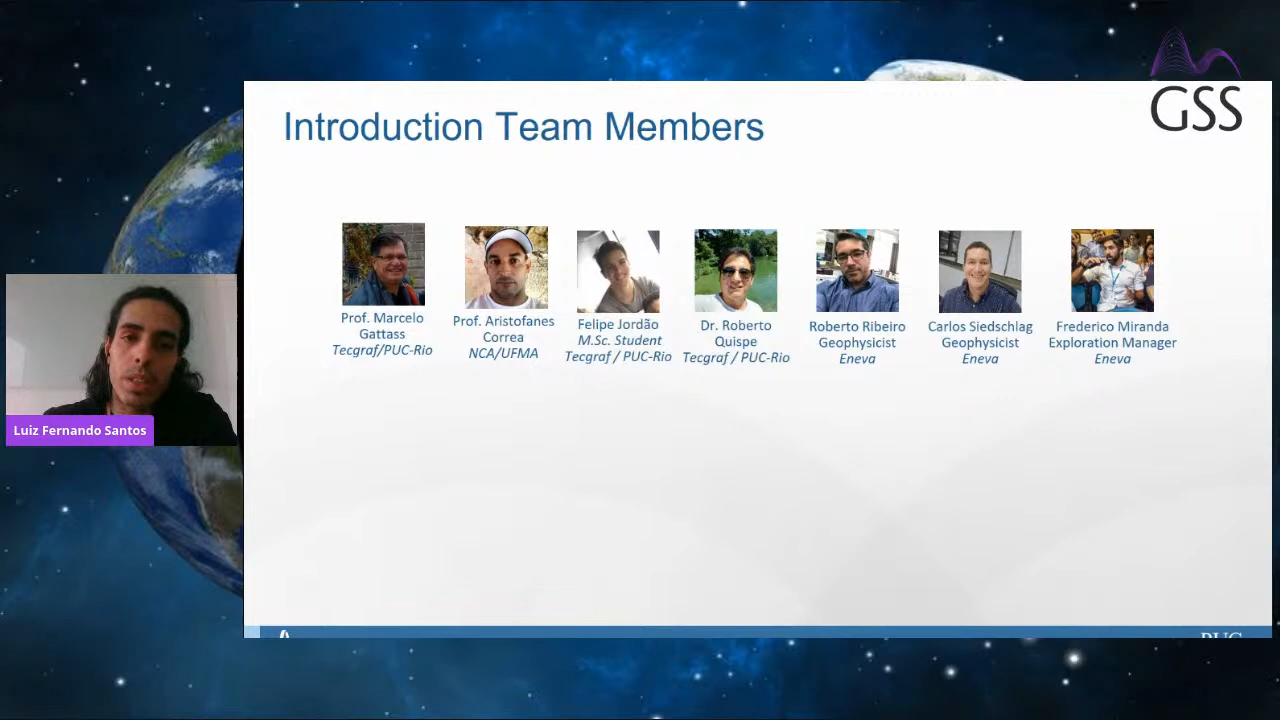 GSS
Introduction Team Members
Prof. Marcelo
Gattass
Tecgraf/PUC-Rio
Prof. Aristofanes
Correa
NCA/UFMA
Felipe Jordão
M.Sc. Student
Tecgraf / PUC-Rio
Dr. Roberto
Quispe
Tecgraf / PUC-Rio
Roberto Ribeiro
Geophysicist
Eneva
Carlos Siedschlag
Geophysicist
Eneva
Frederico Miranda
Exploration Manager
Eneva
Luiz Fernando Santos
PUC